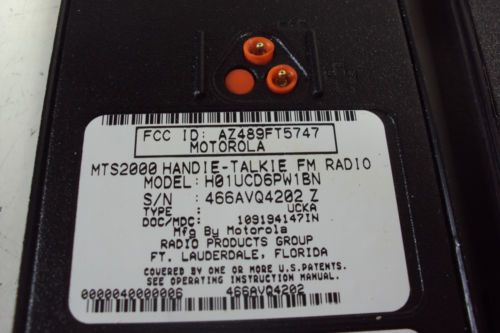 FCC ID: AZ489FT5747
MOTOROLA
MTS2000 HANDIE-TALKIE FM RADIO
MODEL: H01UCD6PW1BN
S/N : 466AVQ4202 Z
TYPE : UCKA
DOC/MDC: 109194147IN
Mfg By Motorola
RADIO PRODUCTS GROUP
FT. LAUDERDALE, FLORIDA
COVERED BY ONE OR MORE U.S.PATENTS.
SEE OPERATING INSTRUCTION MANUAL.
0000040000006 466AVQ4202